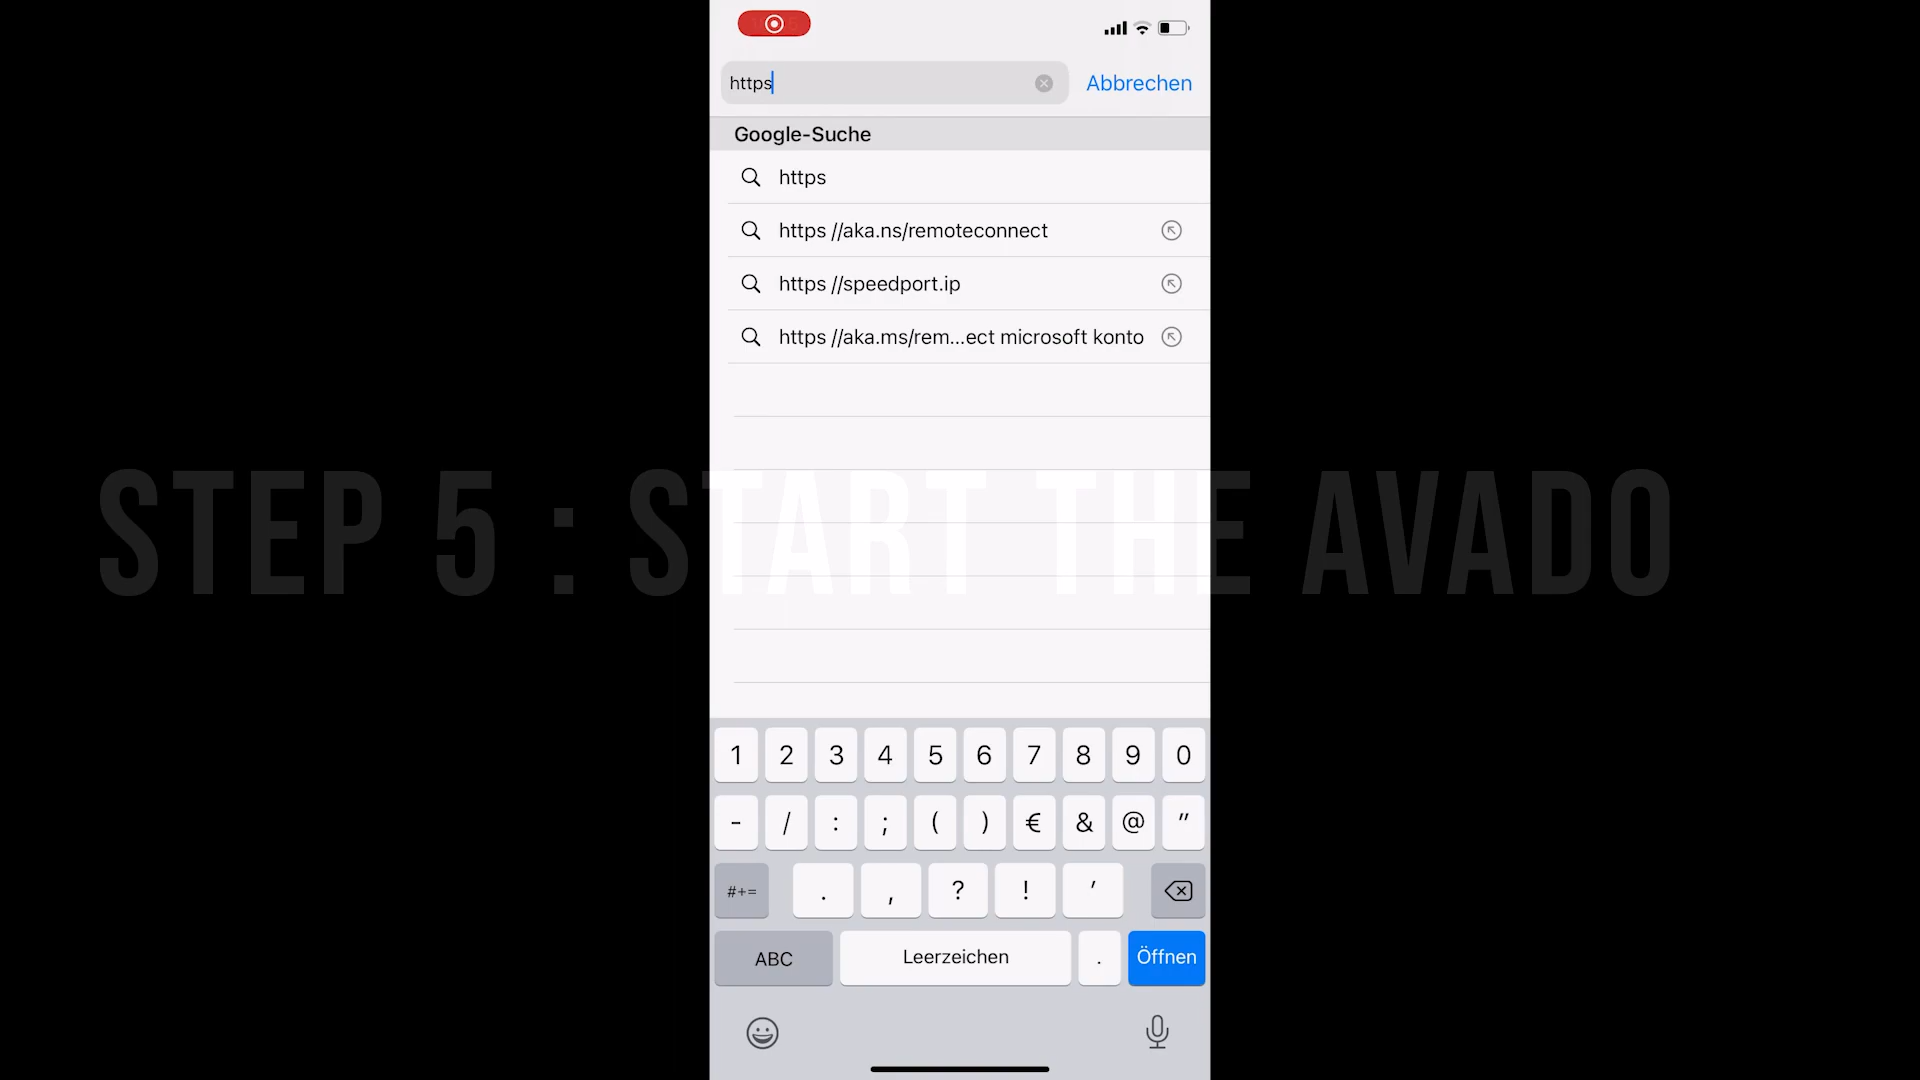 https
Abbrechen
Google-Suche
https
https //aka.ns/remoteconnect
https //speedport.ip
https //aka.ms/rem...ect microsoft konto
STEP 5 : START THE AVADO
1 2 3 4 5 6 7 8 9 0
- / : ; ( ) € & @ "
#+= . , ? ! '
ABC Leerzeichen . Öffnen